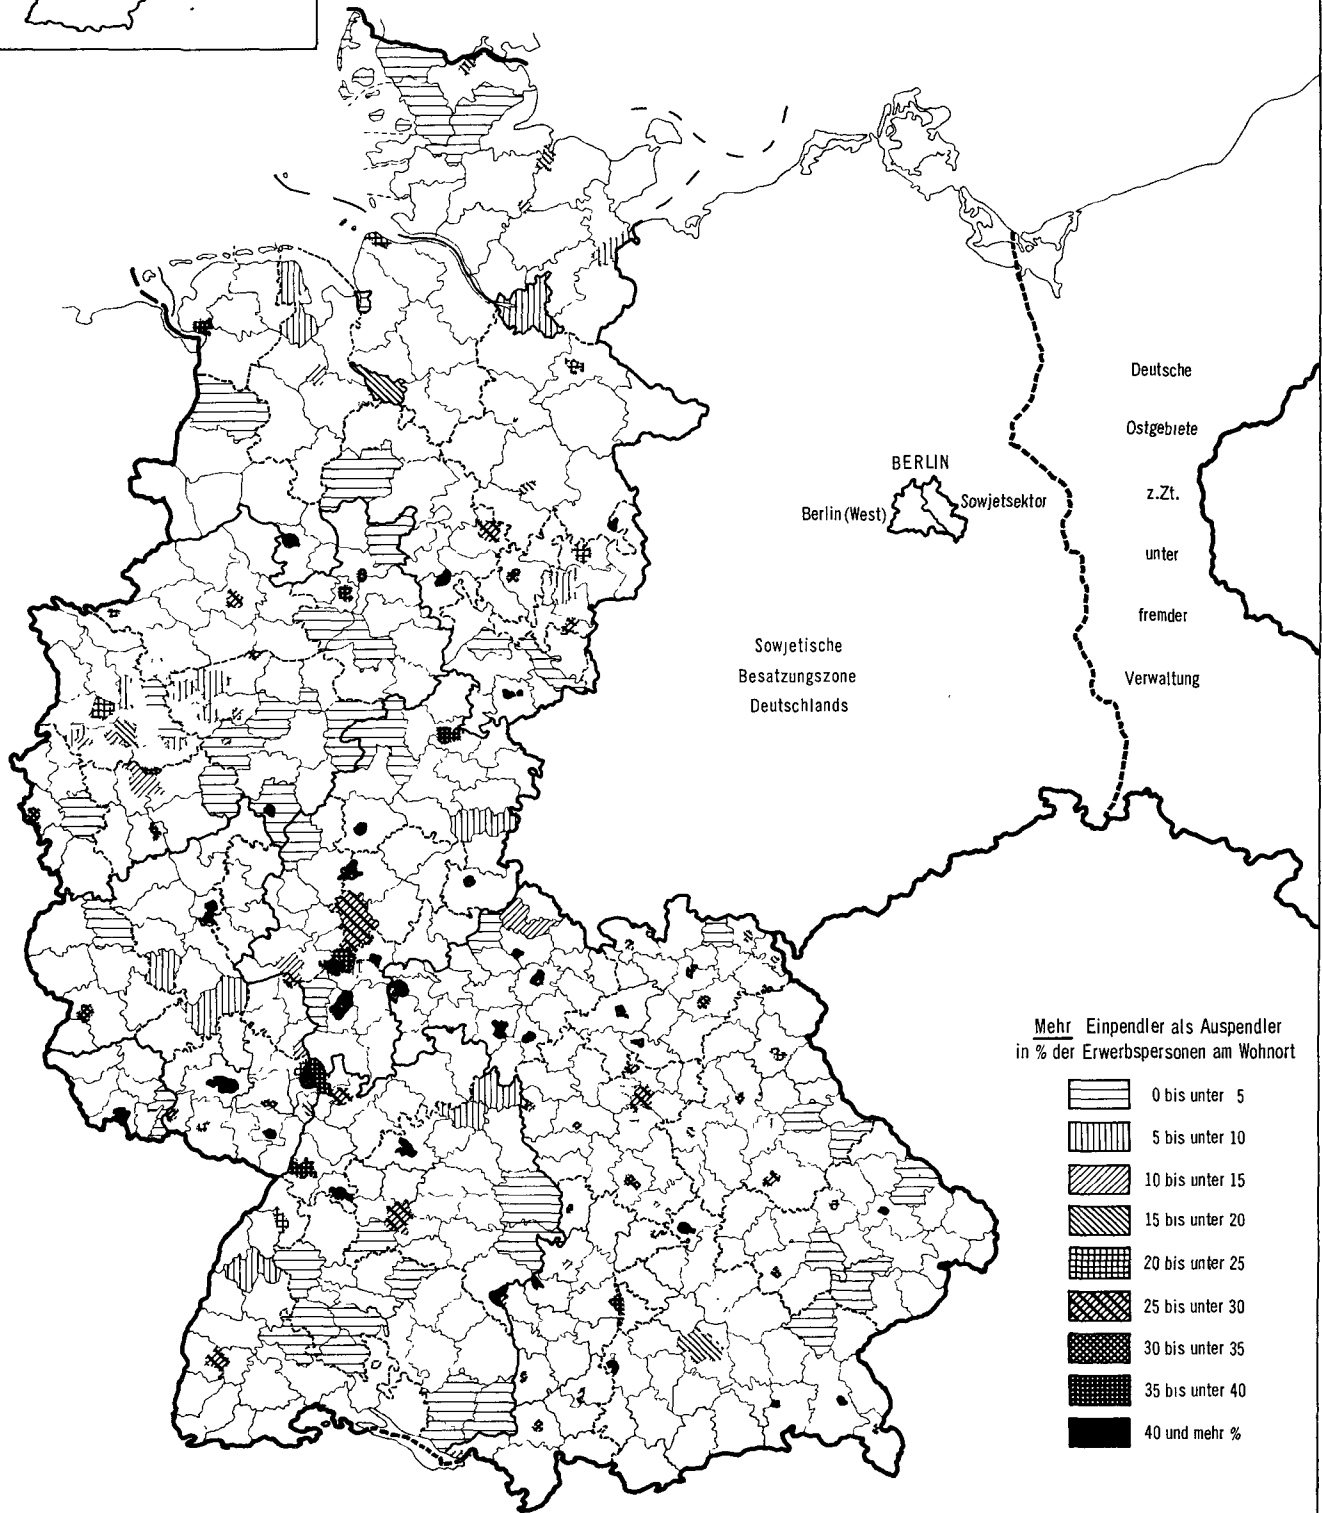 Deutsche
Ostgebiete
z.Zt.
unter
fremder
Verwaltung
BERLIN
Berlin (West)
Sowjetsektor
Sowjetische
Besatzungszone
Deutschlands
Mehr Einpendler als Auspendler
in % der Erwerbspersonen am Wohnort
0 bis unter 5
5 bis unter 10
10 bis unter 15
15 bis unter 20
20 bis unter 25
25 bis unter 30
30 bis unter 35
35 bis unter 40
40 und mehr %